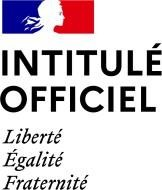 INTITULÉ
OFFICIEL
Liberté
Égalité
Fraternité